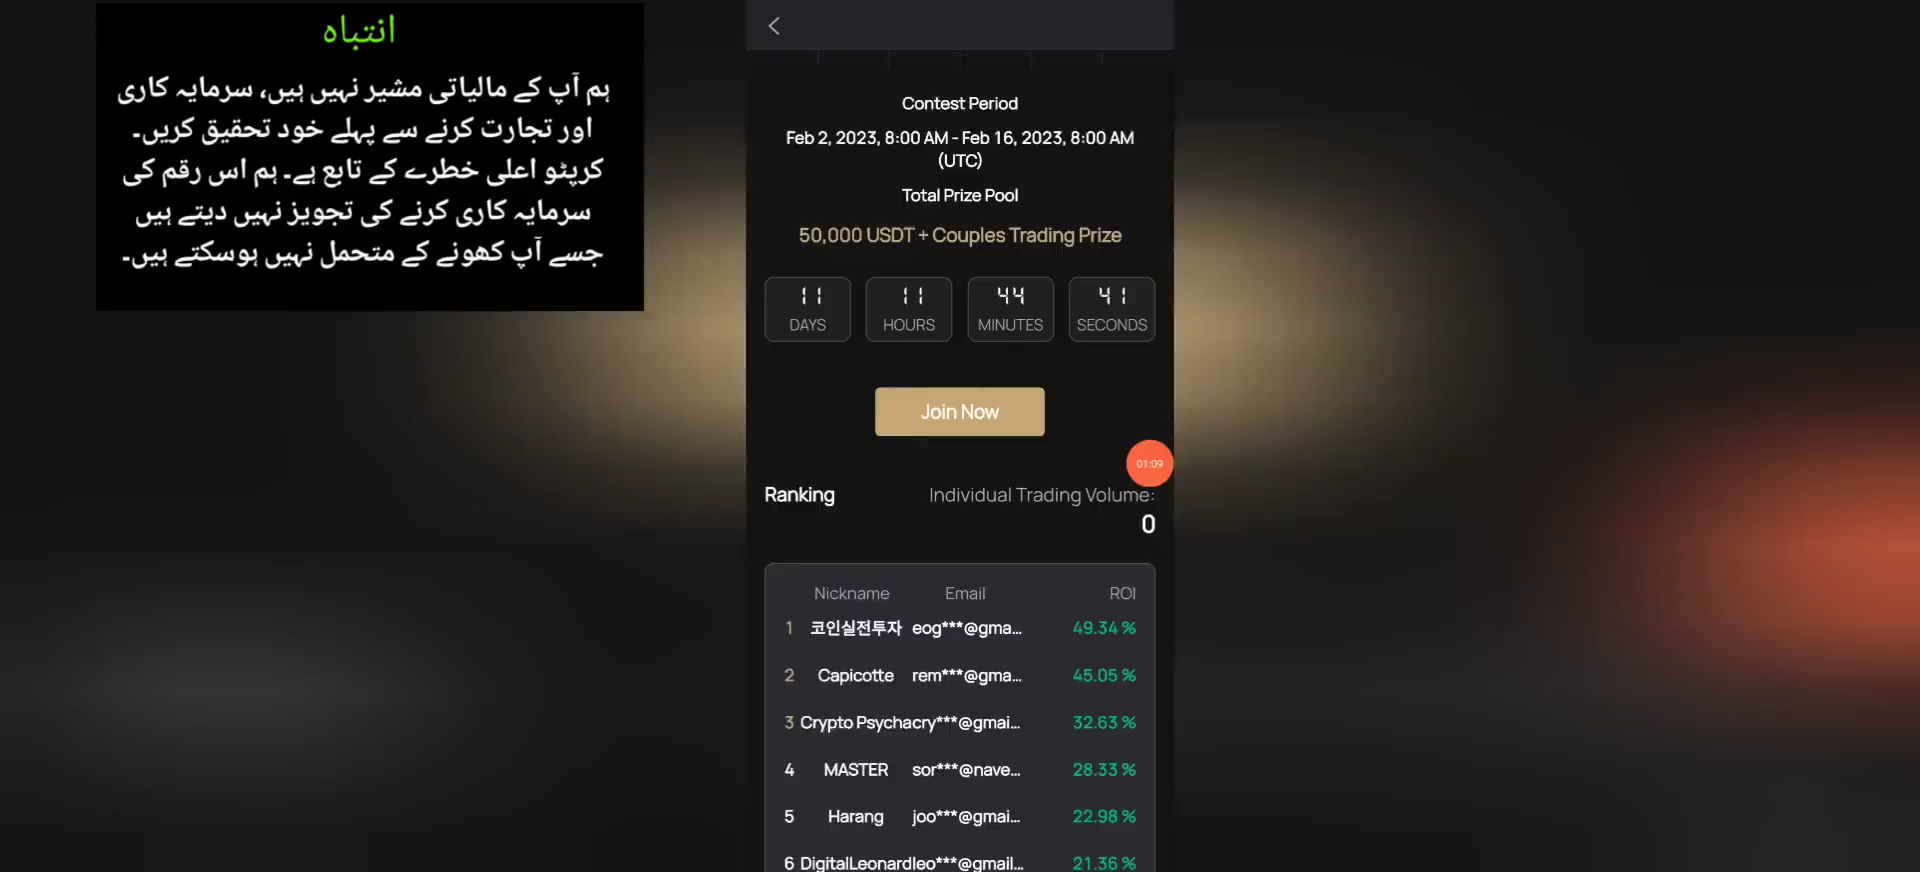 انتباہ
ہم آپ کے مالیاتی مشیر نہیں ہیں، سرمایہ کاری
اور تجارت کرنے سے پہلے خود تحقیق کریں۔
کرپٹو اعلی خطرے کے تابع ہے۔ ہم اس رقم کی
سرمایہ کاری کرنے کی تجویز نہیں دیتے ہیں
جسے آپ کھونے کے متحمل نہیں ہوسکتے ہیں۔
Contest Period
Feb 2, 2023, 8:00 AM - Feb 16, 2023, 8:00 AM
(UTC)
Total Prize Pool
50,000 USDT + Couples Trading Prize
11 11 44 41
DAYS HOURS MINUTES SECONDS
Join Now
01:09
Ranking Individual Trading Volume:
0
Nickname Email ROI
1 코인실전투자 eog***@gma... 49.34 %
2 Capicotte rem***@gma... 45.05 %
3 Crypto Psychacry***@gmai... 32.63 %
4 MASTER sor***@nave... 28.33 %
5 Harang joo***@gmai... 22.98 %
6 DigitalLeonardleo***@gmail... 21.36 %